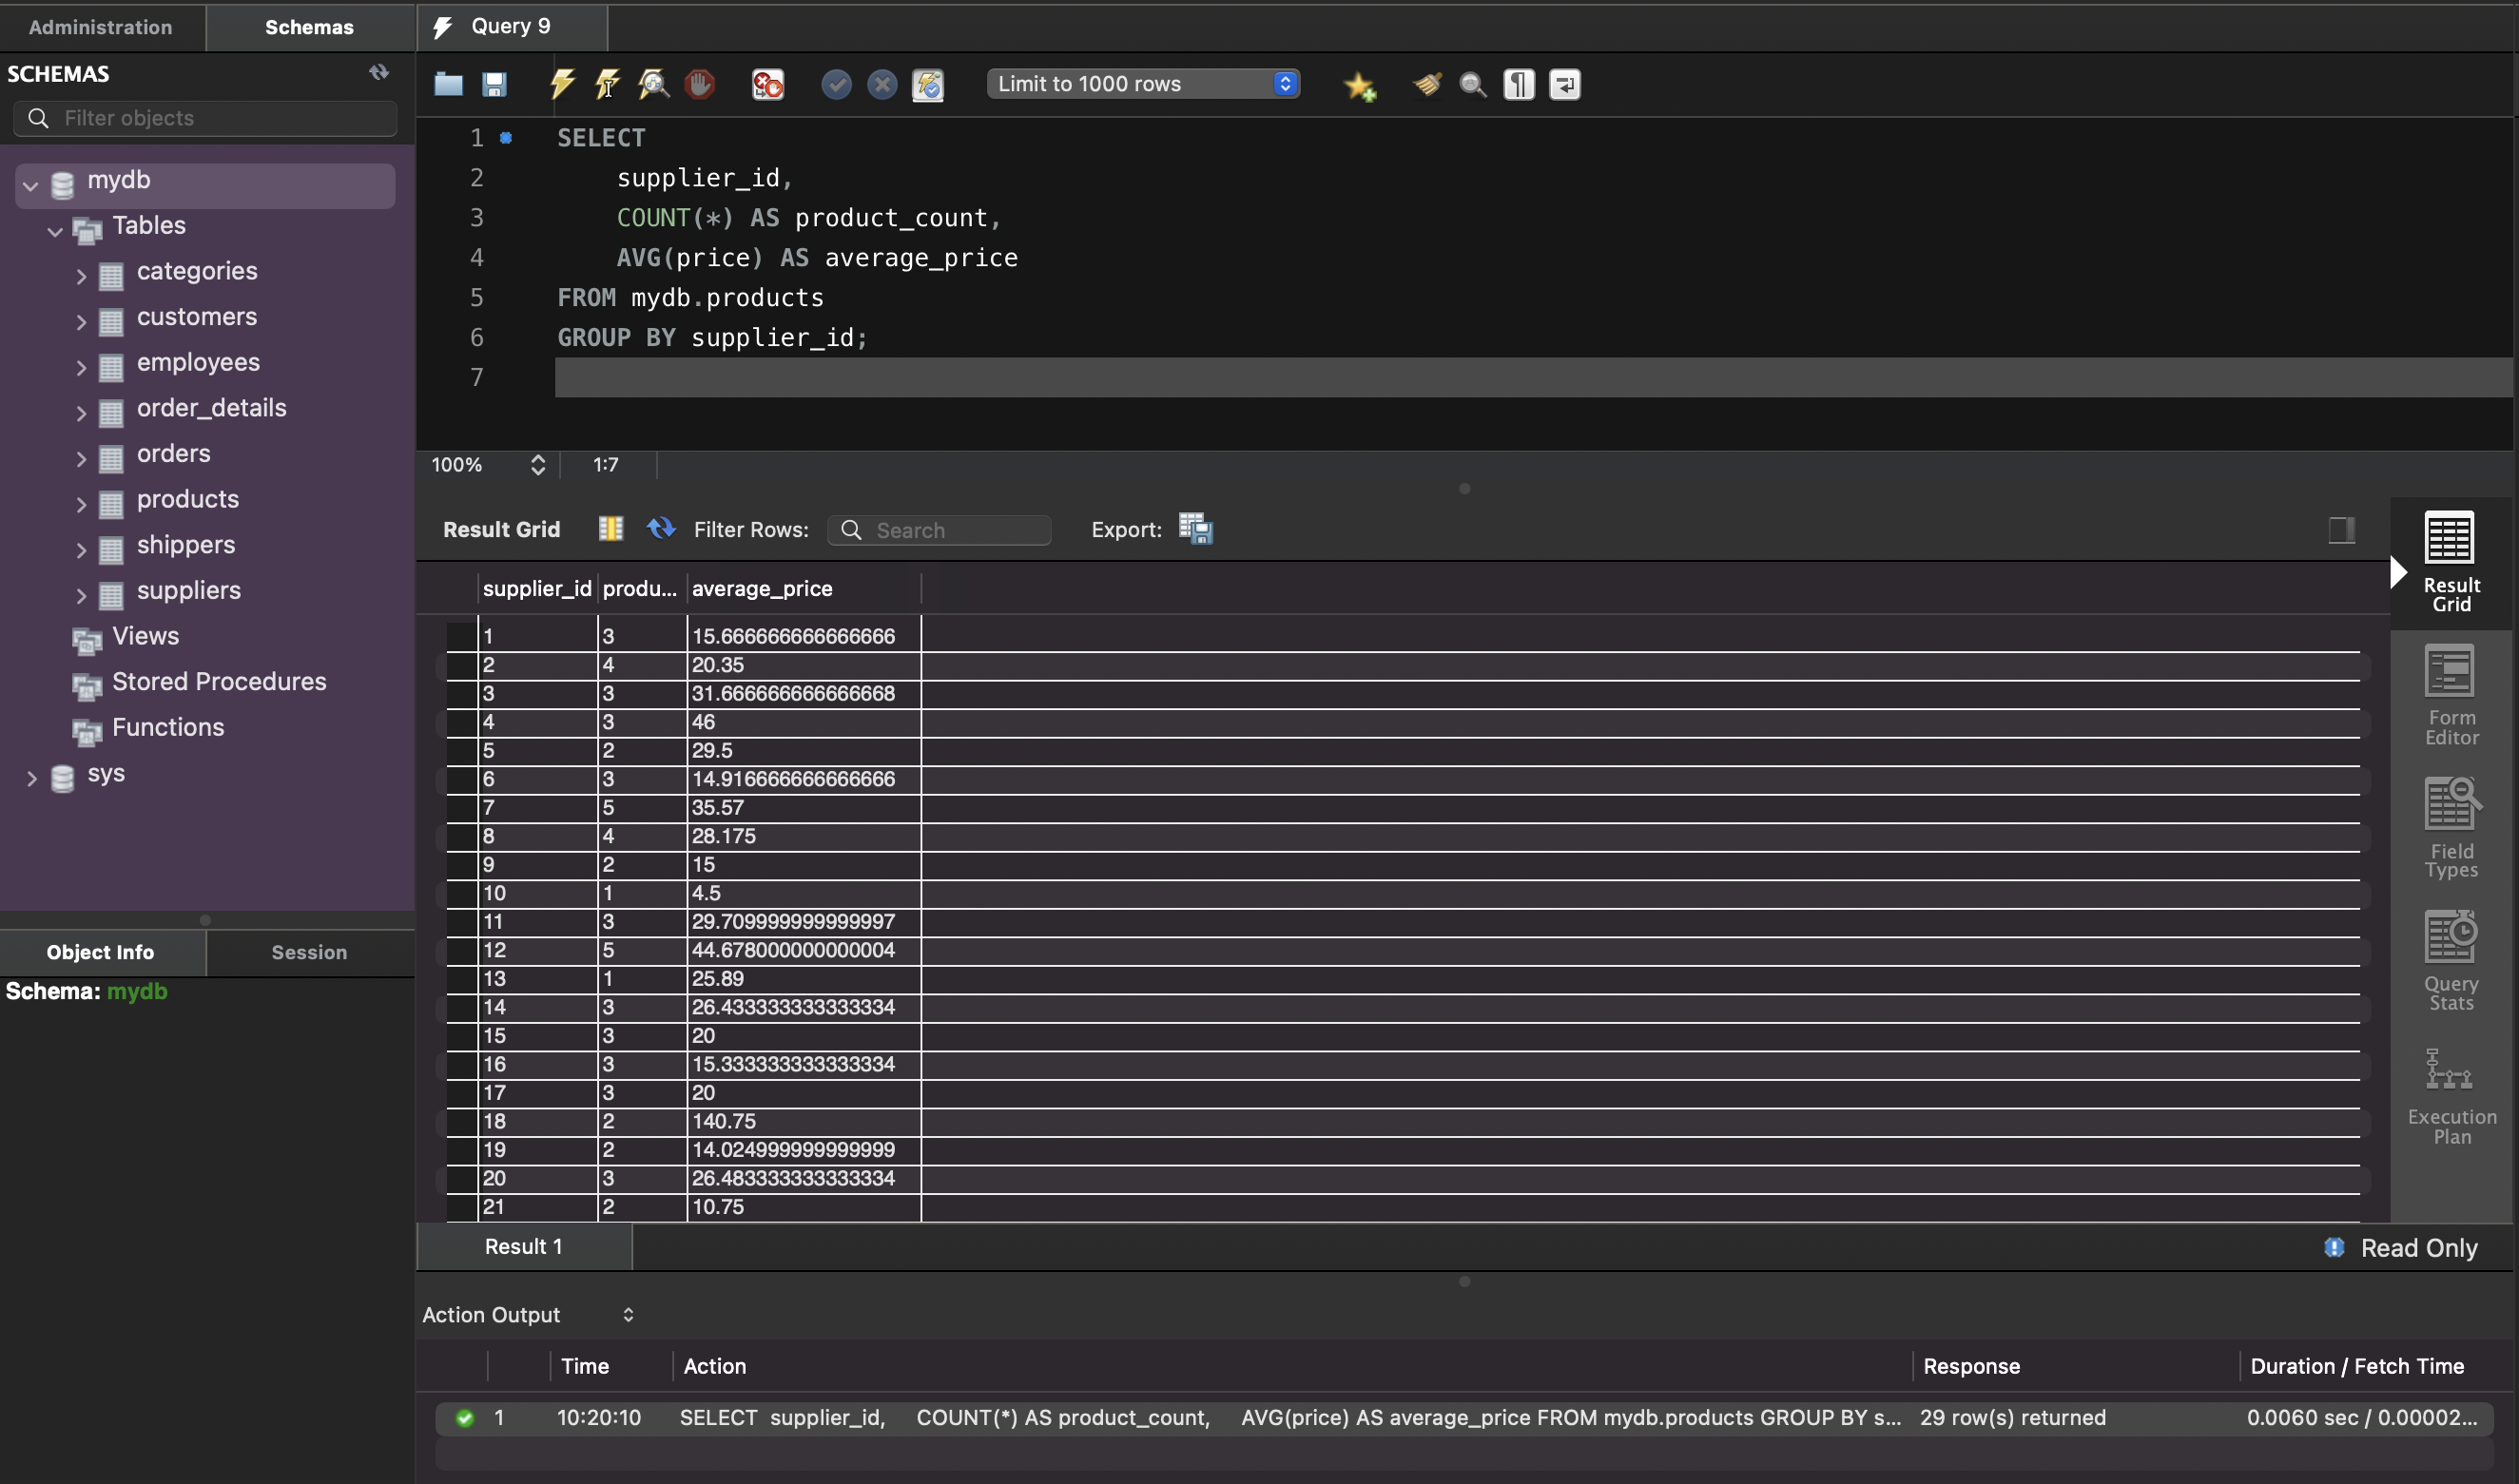 Administration
Schemas
Query 9
SCHEMAS
Filter objects
mydb
Tables
categories
customers
employees
order_details
orders
products
shippers
suppliers
Views
Stored Procedures
Functions
sys
Object Info
Session
Schema: mydb
Limit to 1000 rows
1 SELECT
2 supplier_id,
3 COUNT(*) AS product_count,
4 AVG(price) AS average_price
5 FROM mydb.products
6 GROUP BY supplier_id;
7
100% 1:7
Result Grid Filter Rows: Search Export:
supplier_id produ... average_price
1 3 15.666666666666666
2 4 20.35
3 3 31.666666666666668
4 3 46
5 2 29.5
6 3 14.916666666666666
7 5 35.57
8 4 28.175
9 2 15
10 1 4.5
11 3 29.709999999999997
12 5 44.678000000000004
13 1 25.89
14 3 26.433333333333334
15 3 20
16 3 15.333333333333334
17 3 20
18 2 140.75
19 2 14.024999999999999
20 3 26.483333333333334
21 2 10.75
Result
Grid
Form
Editor
Field
Types
Query
Stats
Execution
Plan
Result 1
Read Only
Action Output
Time Action Response Duration / Fetch Time
1 10:20:10 SELECT supplier_id, COUNT(*) AS product_count, AVG(price) AS average_price FROM mydb.products GROUP BY s... 29 row(s) returned 0.0060 sec / 0.00002...